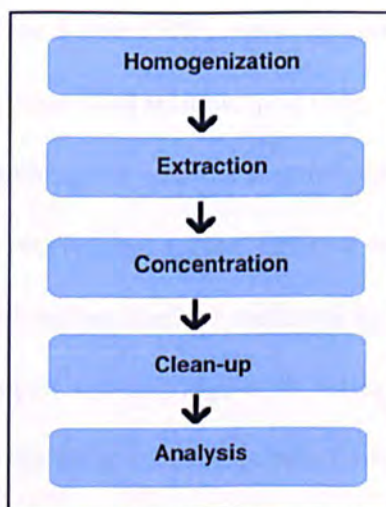 Homogenization
Extraction
Concentration
Clean-up
Analysis